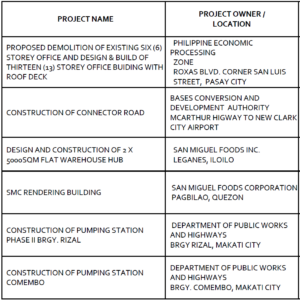 PROJECT NAME
PROJECT OWNER /
LOCATION
PROPOSED DEMOLITION OF EXISTING SIX (6)
STOREY OFFICE AND DESIGN & BUILD OF
THIRTEEN (13) STOREY OFFICE BUIDING WITH
ROOF DECK
PHILIPPINE ECONOMIC
PROCESSING
ZONE
ROXAS BLVD. CORNER SAN LUIS
STREET, PASAY CITY
CONSTRUCTION OF CONNECTOR ROAD
BASES CONVERSION AND
DEVELOPMENT AUTHORITY
MCARTHUR HIGWAY TO NEW CLARK
CITY AIRPORT
DESIGN AND CONSTRUCTION OF 2 X
5000SQM FLAT WAREHOUSE HUB
SAN MIGUEL FOODS INC.
LEGANES, ILOILO
SMC RENDERING BUILDING
SAN MIGUEL FOODS CORPORATION
PAGBILAO, QUEZON
CONSTRUCTION OF PUMPING STATION
PHASE II BRGY. RIZAL
DEPARTMENT OF PUBLIC WORKS
AND HIGHWAYS
BRGY RIZAL, MAKATI CITY
CONSTRUCTION OF PUMPING STATION
COMEMBO
DEPARTMENT OF PUBLIC WORKS
AND HIGHWAYS
BRGY. COMEMBO, MAKATI CITY